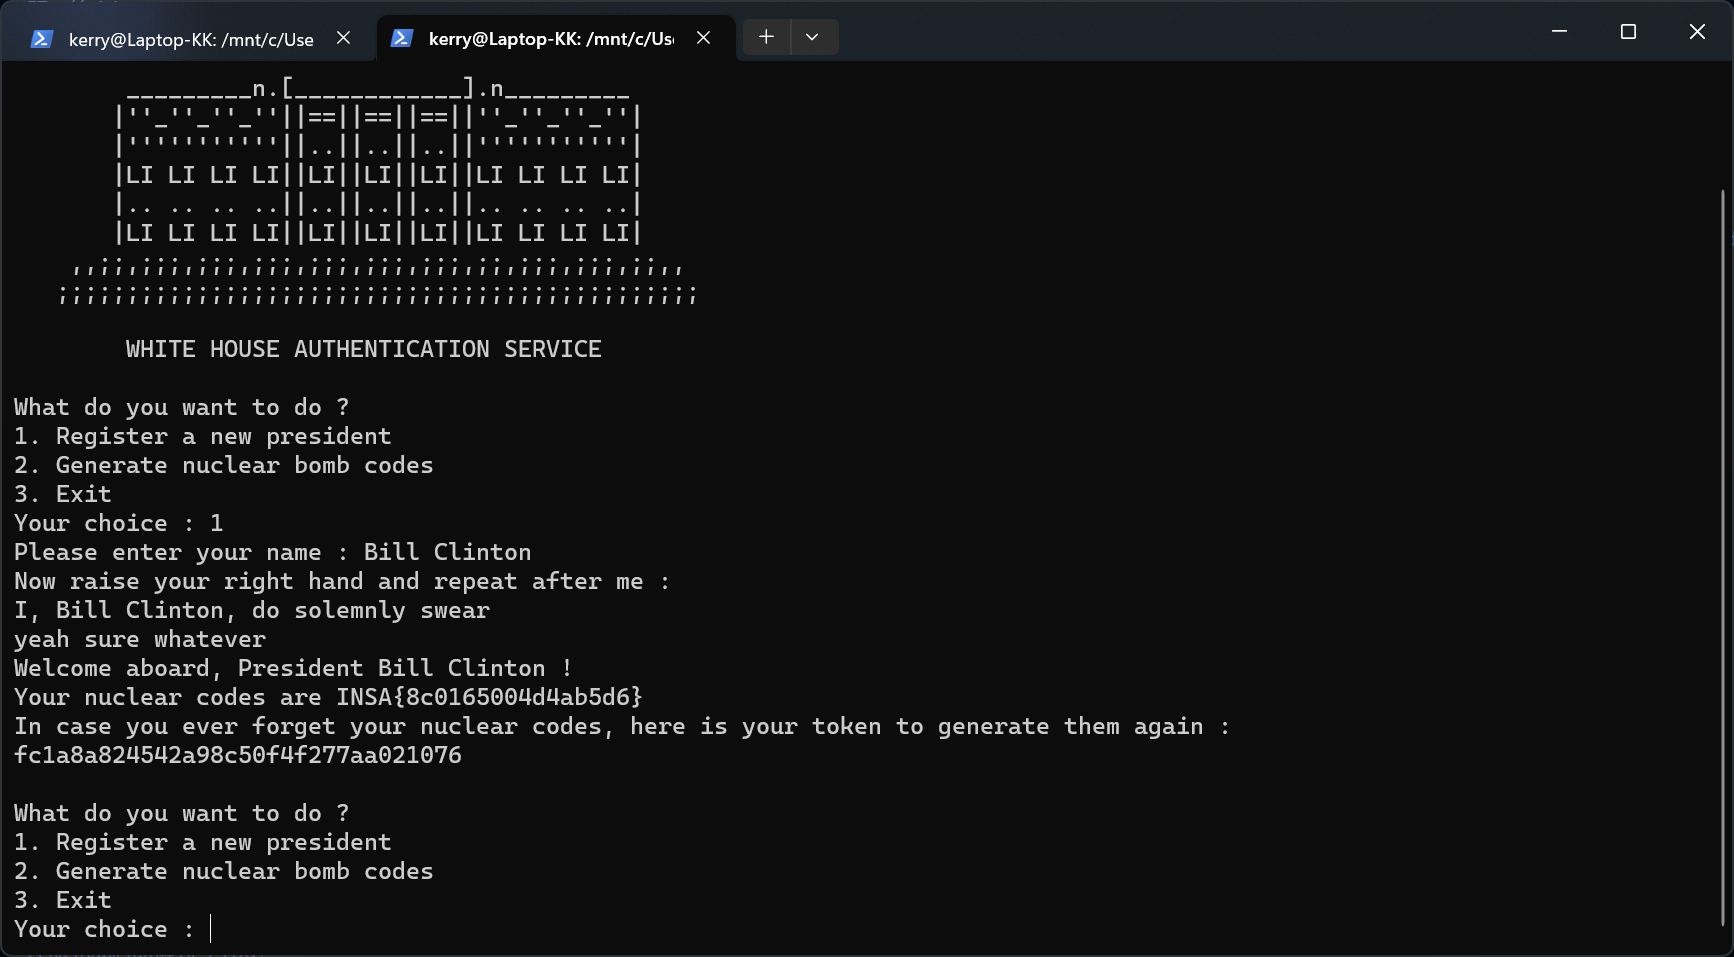 kerry@Laptop-KK: /mnt/c/Use
kerry@Laptop-KK: /mnt/c/Us
         _________n.[____________].n_________
        |''_''_''_''||==||==||==||''_''_''_''|
        |'''''''''''||..||..||..||'''''''''''|
        |LI LI LI LI||LI||LI||LI||LI LI LI LI|
        |.. .. .. ..||..||..||..||.. .. .. ..|
        |LI LI LI LI||LI||LI||LI||LI LI LI LI|
     ,,;;,;;;,;;;,;;;,;;;,;;;,;;;,;;,;;;,;;;,;;,,
    ;;;;;;;;;;;;;;;;;;;;;;;;;;;;;;;;;;;;;;;;;;;;;;
WHITE HOUSE AUTHENTICATION SERVICE
What do you want to do ?
1. Register a new president
2. Generate nuclear bomb codes
3. Exit
Your choice : 1
Please enter your name : Bill Clinton
Now raise your right hand and repeat after me :
I, Bill Clinton, do solemnly swear
yeah sure whatever
Welcome aboard, President Bill Clinton !
Your nuclear codes are INSA{8c0165004d4ab5d6}
In case you ever forget your nuclear codes, here is your token to generate them again :
fc1a8a824542a98c50f4f277aa021076
What do you want to do ?
1. Register a new president
2. Generate nuclear bomb codes
3. Exit
Your choice :